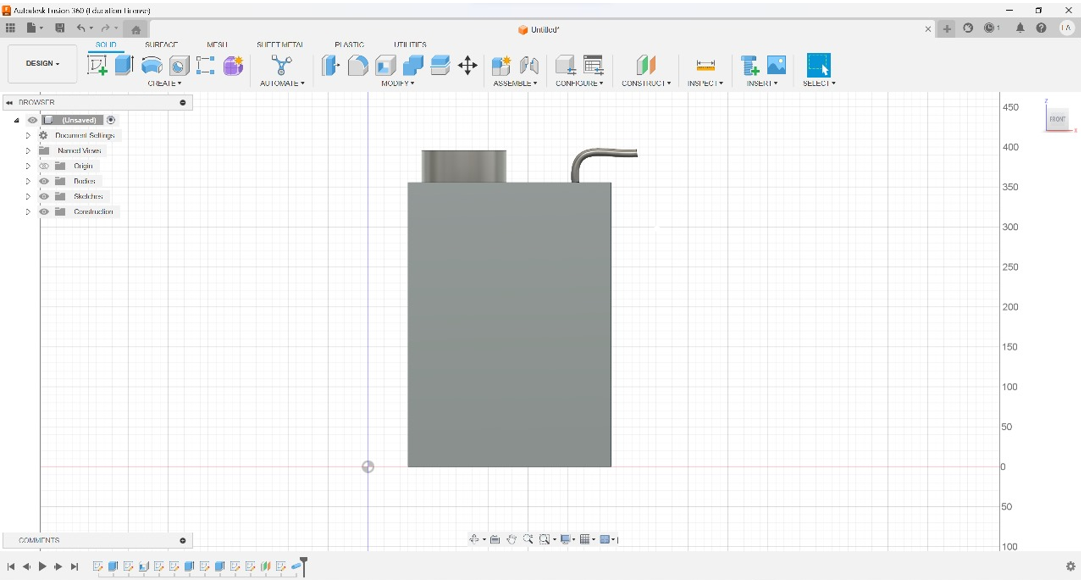 Autodesk Fusion 360 (Education License)
Untitled*
1
LA
SOLID SURFACE MESH SHEET METAL PLASTIC UTILITIES
DESIGN
CREATE AUTOMATE MODIFY ASSEMBLE CONFIGURE CONSTRUCT INSPECT INSERT SELECT
BROWSER
(Unsaved)
Document Settings
Named Views
Origin
Bodies
Sketches
Construction
Z
FRONT
X
450
400
350
300
250
200
150
100
50
0
50
100
COMMENTS